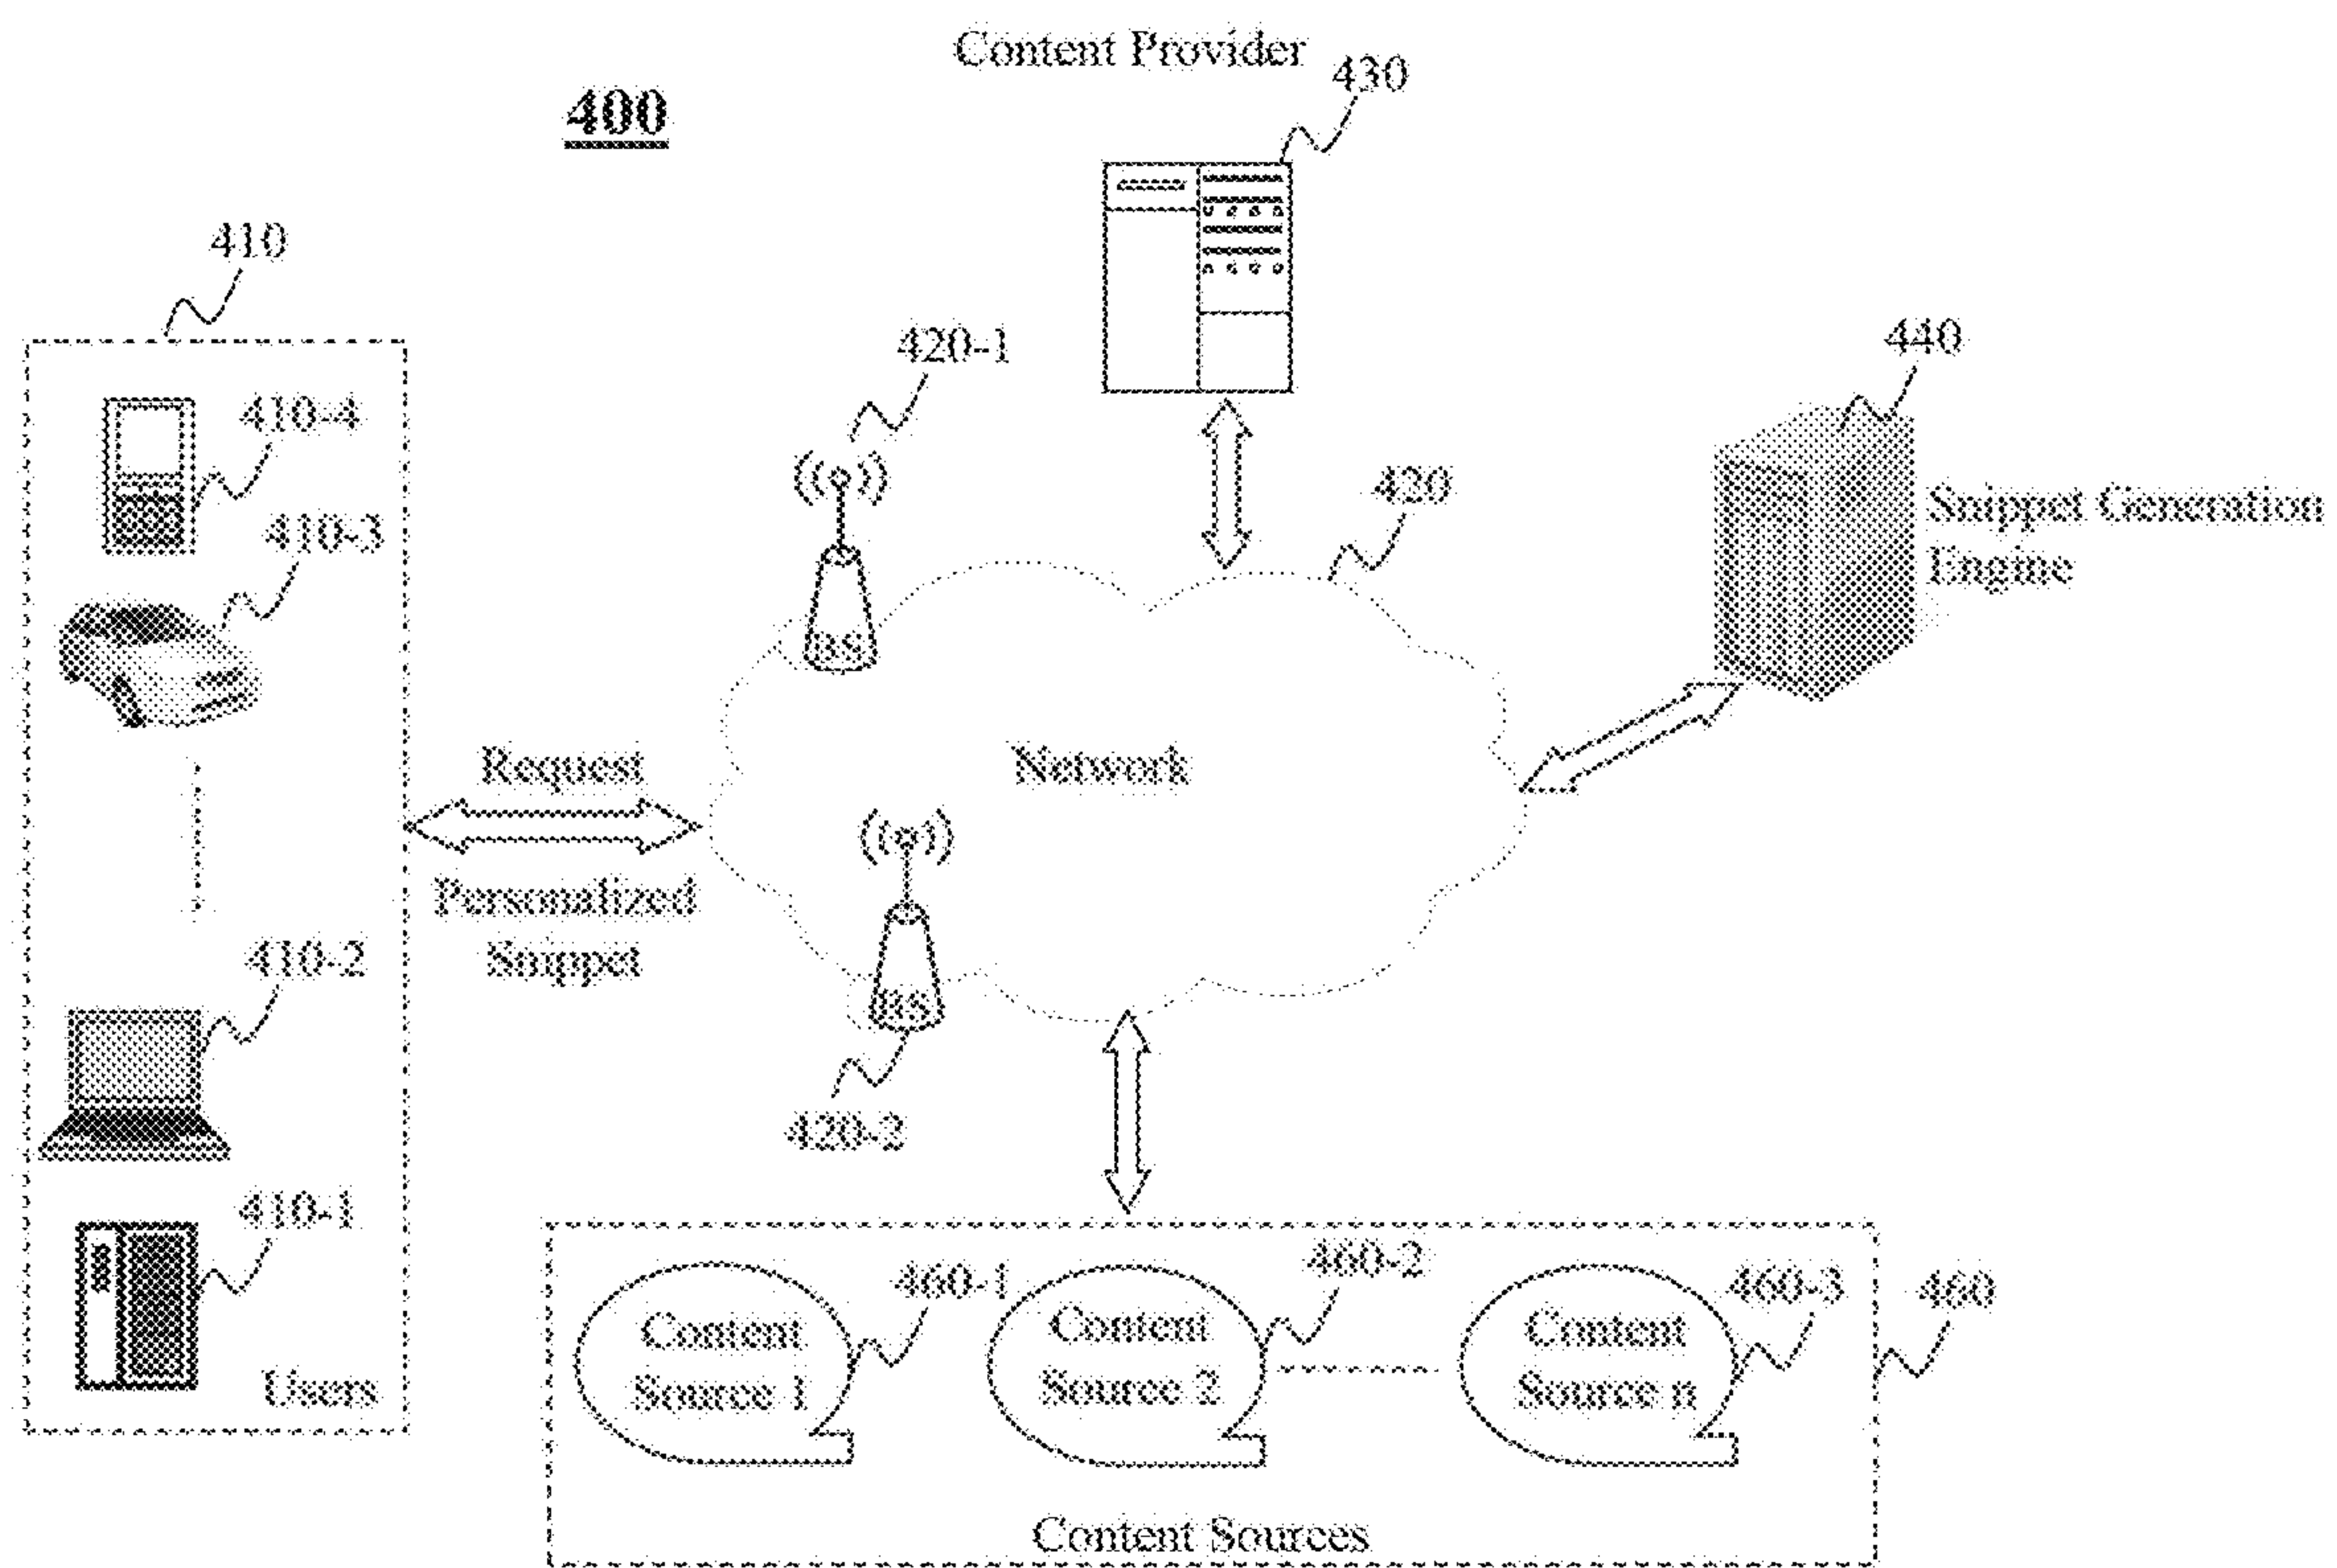 Content Provider
430
400
410
420-1
440
410-4
420
Snippet Generation
Engine
410-3
BS
Request
Network
Personalized
Snippet
410-2
BS
420-2
410-1
460-1
460-2
460-3
460
Content
Source 1
Content
Source 2
Content
Source n
Users
Content Sources